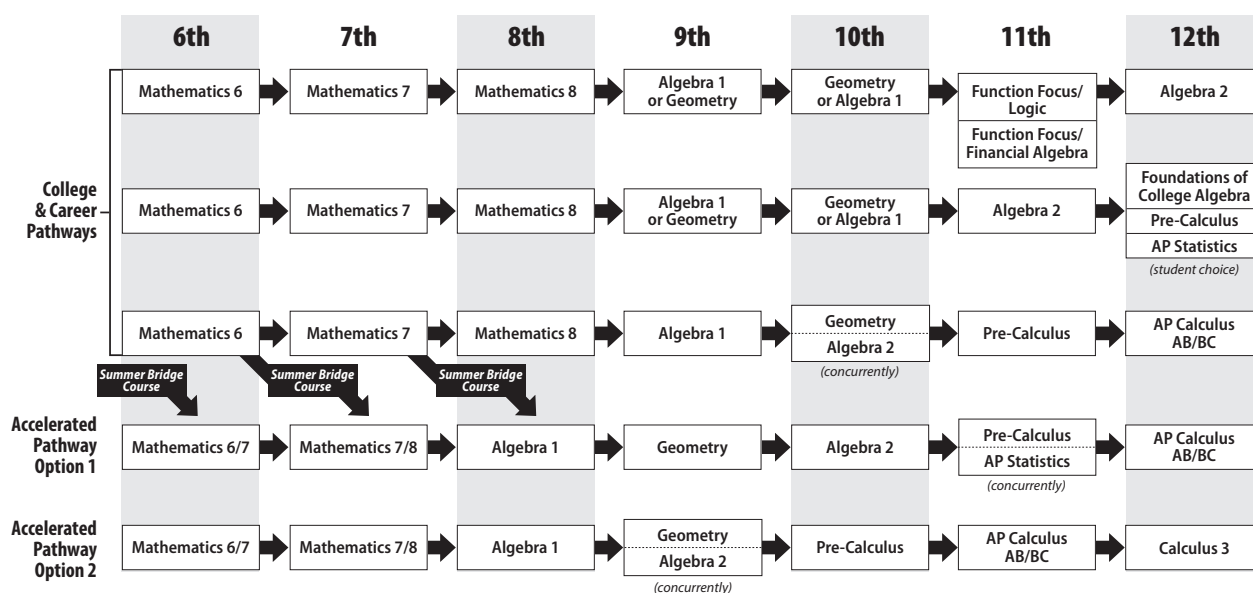 6th
7th
8th
9th
10th
11th
12th
College
& Career
Pathways
Mathematics 6
Mathematics 7
Mathematics 8
Algebra 1
or Geometry
Geometry
or Algebra 1
Function Focus/
Logic
Function Focus/
Financial Algebra
Algebra 2
Mathematics 6
Mathematics 7
Mathematics 8
Algebra 1
or Geometry
Geometry
or Algebra 1
Algebra 2
Foundations of
College Algebra
Pre-Calculus
AP Statistics
(student choice)
Mathematics 6
Mathematics 7
Mathematics 8
Algebra 1
Geometry
Algebra 2
(concurrently)
Pre-Calculus
AP Calculus
AB/BC
Summer Bridge
Course
Summer Bridge
Course
Summer Bridge
Course
Accelerated
Pathway
Option 1
Mathematics 6/7
Mathematics 7/8
Algebra 1
Geometry
Algebra 2
Pre-Calculus
AP Statistics
(concurrently)
AP Calculus
AB/BC
Accelerated
Pathway
Option 2
Mathematics 6/7
Mathematics 7/8
Algebra 1
Geometry
Algebra 2
(concurrently)
Pre-Calculus
AP Calculus
AB/BC
Calculus 3